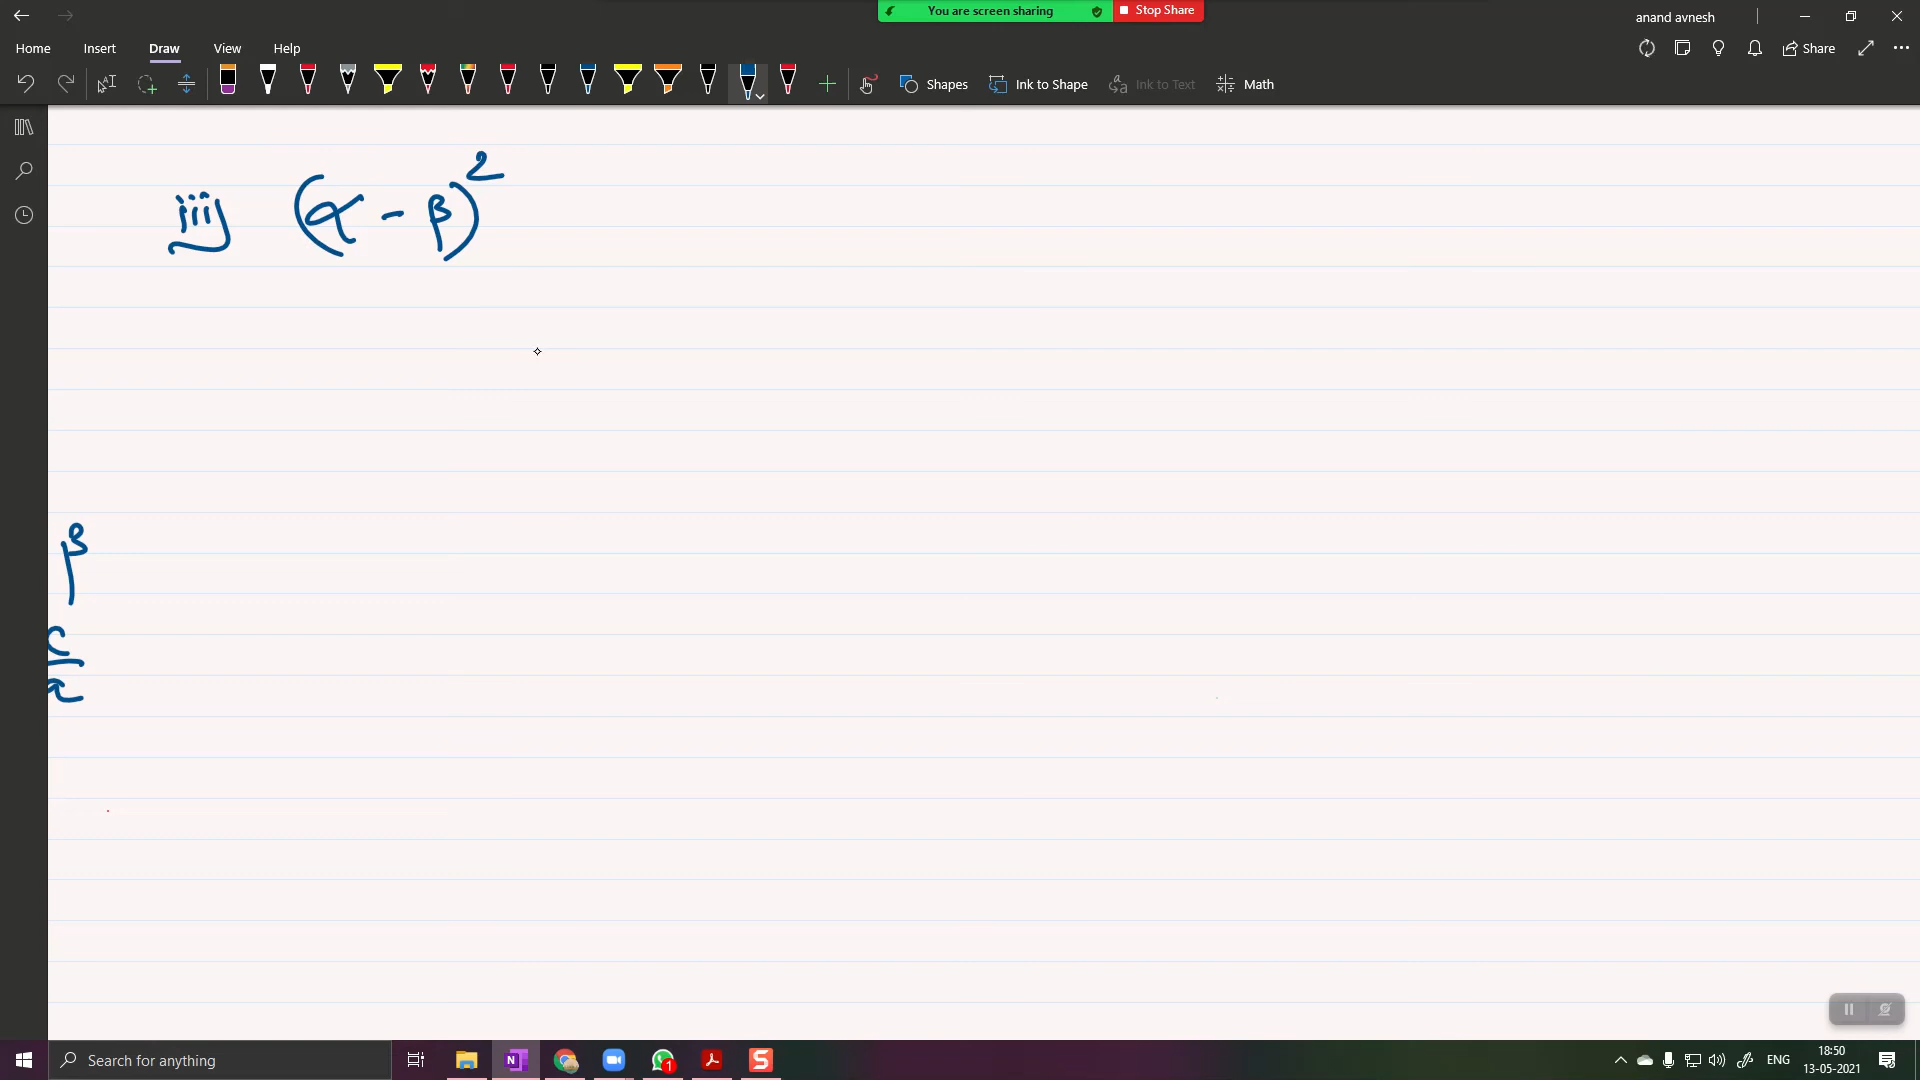 You are screen sharing Stop Share
anand avnesh
Home Insert Draw View Help
Share
Shapes Ink to Shape Ink to Text Math
iii) (α - β)²
β
c
a
Search for anything
N
1
S
ENG
18:50
13-05-2021